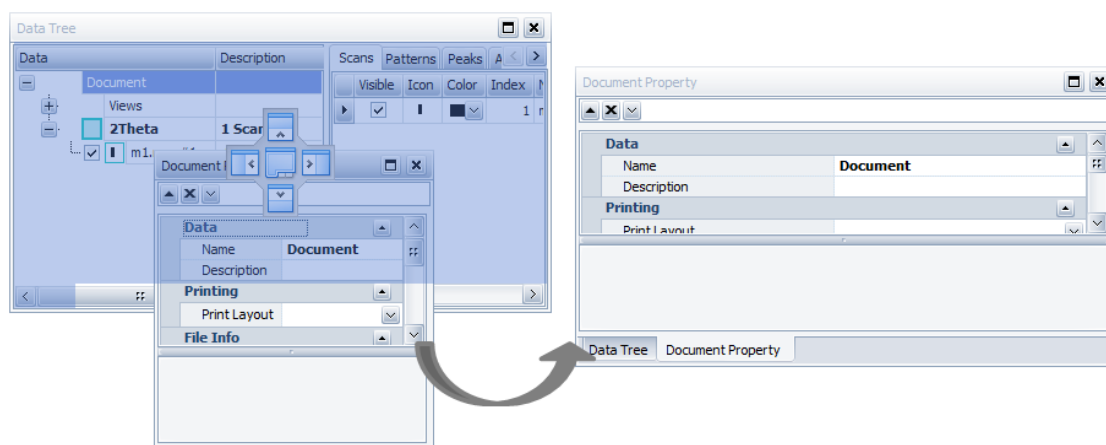 Data Tree
Data Description
Scans Patterns Peaks A
Document
Visible Icon Color Index
Views
2Theta 1 Scan
1
m1.
Document
Data
Name Document
Description
Printing
Print Layout
File Info
Document Property
Data
Name Document
Description
Printing
Print Layout
Data Tree Document Property